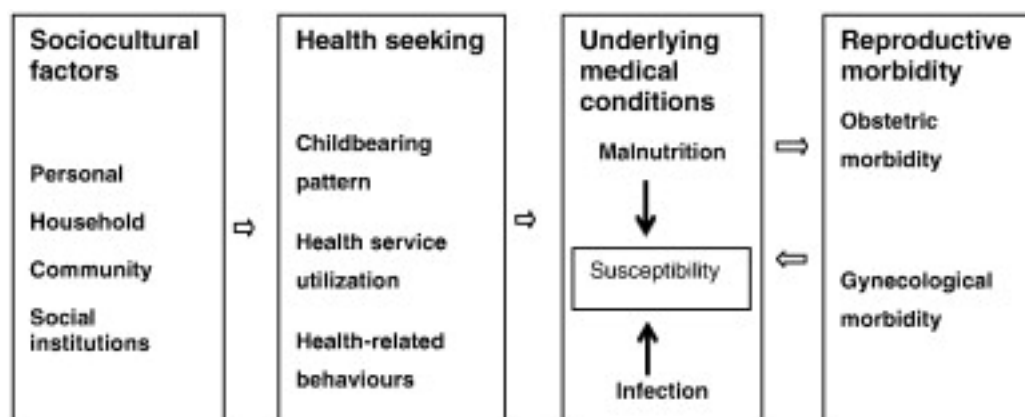 Sociocultural
factors
Personal
Household
Community
Social
institutions
Health seeking
Childbearing
pattern
Health service
utilization
Health-related
behaviours
Underlying
medical
conditions
Malnutrition
Susceptibility
Infection
Reproductive
morbidity
Obstetric
morbidity
Gynecological
morbidity